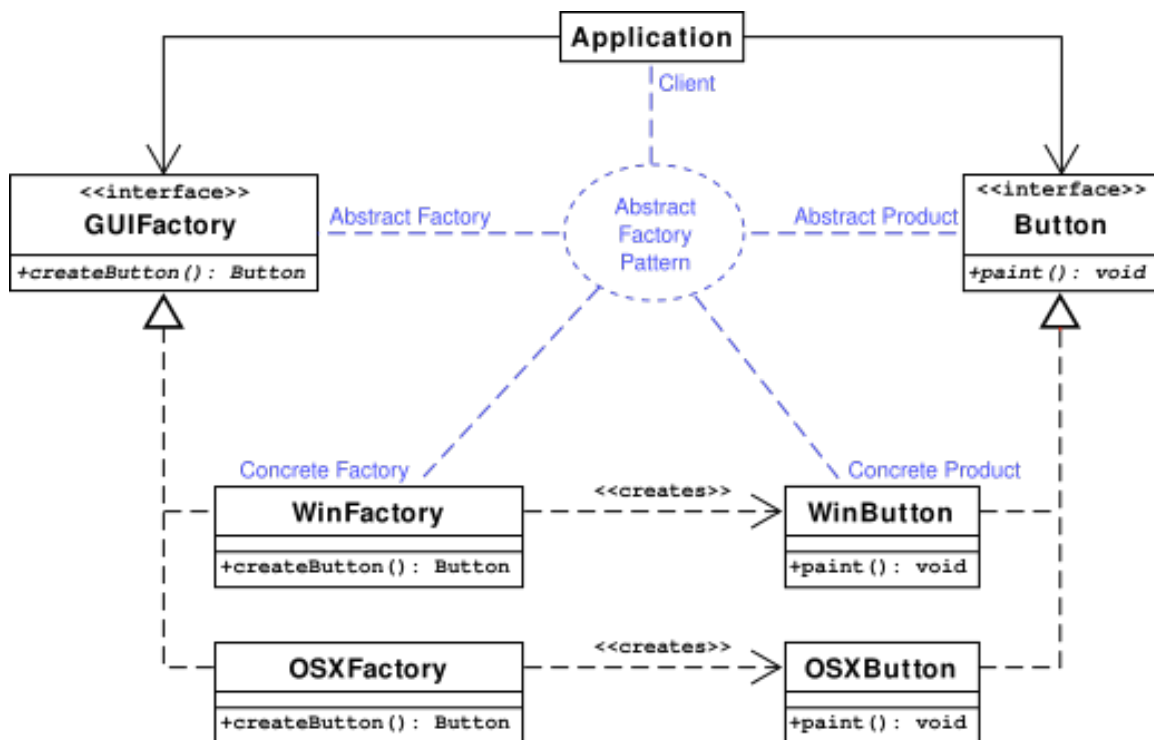 Application
Client
<<interface>>
GUIFactory
+createButton(): Button
Abstract Factory
Abstract
Factory
Pattern
Abstract Product
<<interface>>
Button
+paint(): void
Concrete Factory
Concrete Product
WinFactory
+createButton(): Button
<<creates>>
WinButton
+paint(): void
OSXFactory
+createButton(): Button
<<creates>>
OSXButton
+paint(): void